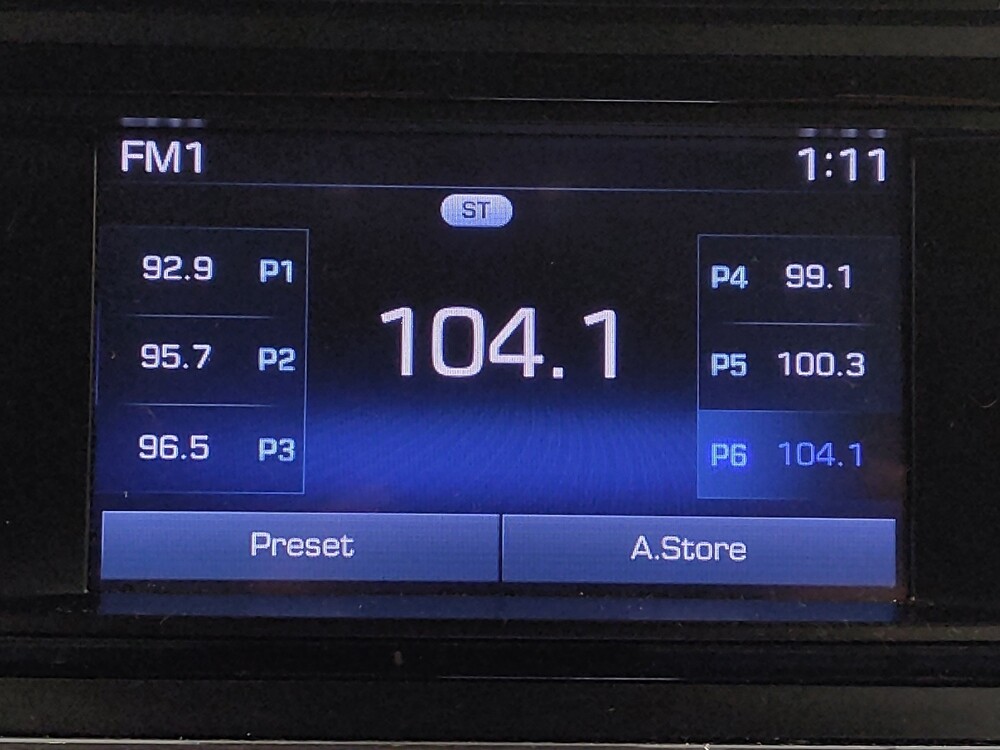 FM1 1:11
ST
92.9 P1
95.7 P2
96.5 P3
104.1
P4 99.1
P5 100.3
P6 104.1
Preset A.Store